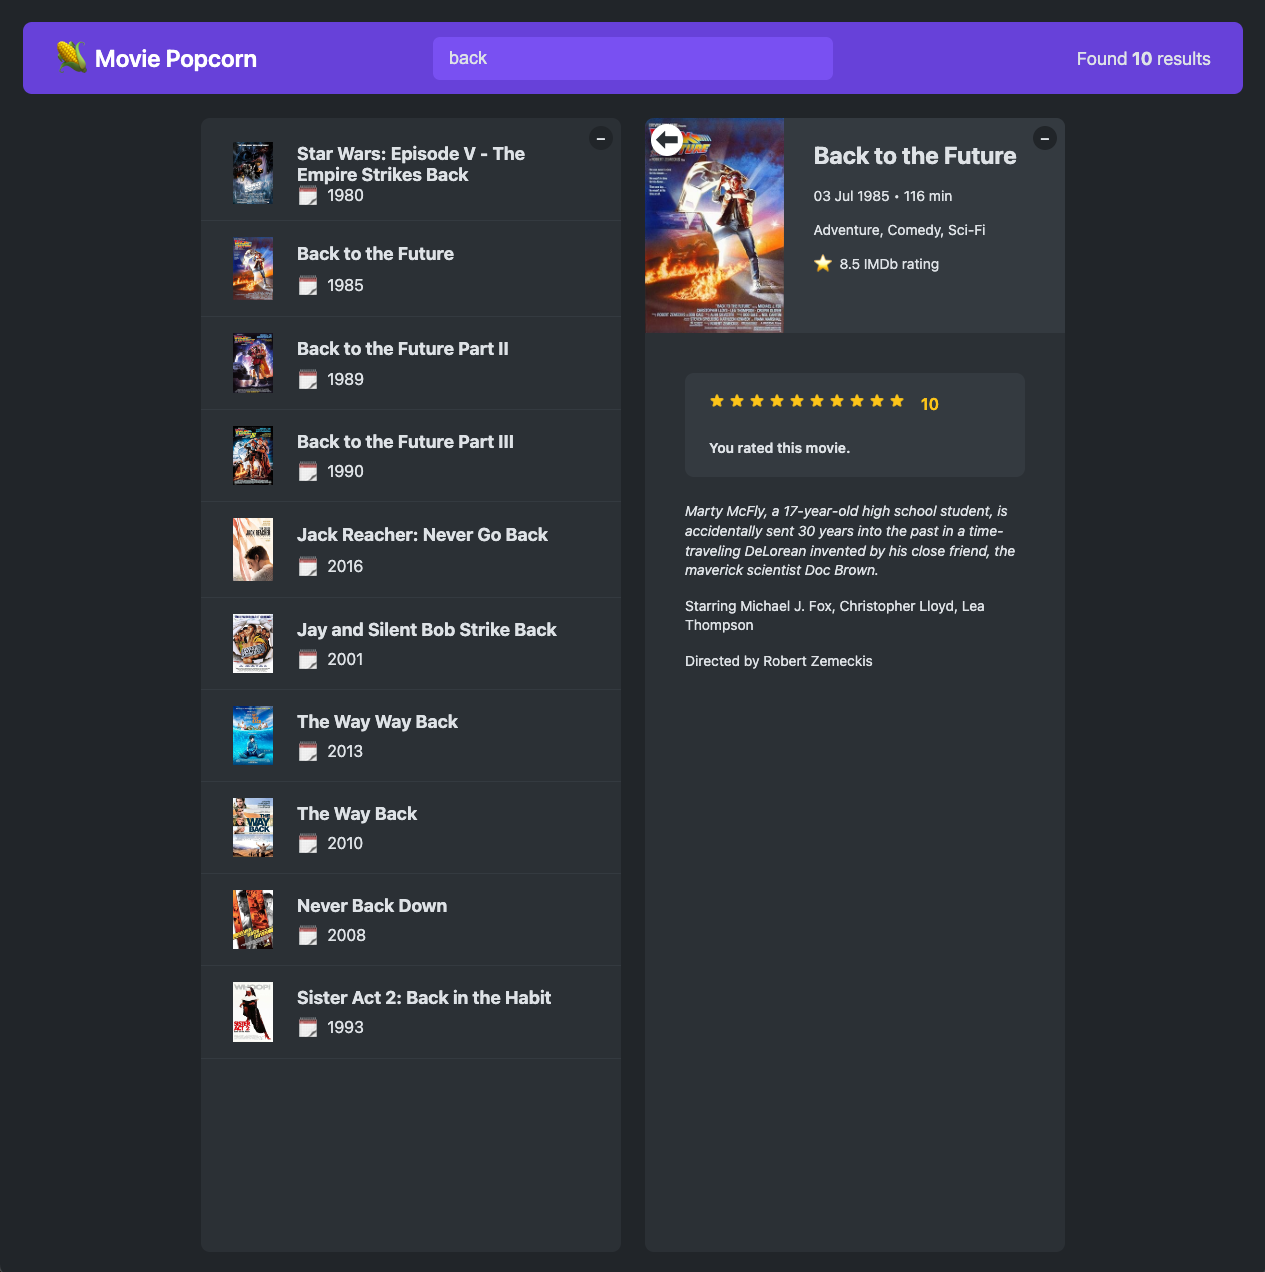 Movie Popcorn
back
Found 10 results
Star Wars: Episode V - The
Empire Strikes Back
1980
Back to the Future
1985
Back to the Future Part II
1989
Back to the Future Part III
1990
Jack Reacher: Never Go Back
2016
Jay and Silent Bob Strike Back
2001
The Way Way Back
2013
The Way Back
2010
Never Back Down
2008
Sister Act 2: Back in the Habit
1993
Back to the Future
03 Jul 1985 • 116 min
Adventure, Comedy, Sci-Fi
8.5 IMDb rating
10
You rated this movie.
Marty McFly, a 17-year-old high school student, is
accidentally sent 30 years into the past in a time-
traveling DeLorean invented by his close friend, the
maverick scientist Doc Brown.
Starring Michael J. Fox, Christopher Lloyd, Lea
Thompson
Directed by Robert Zemeckis